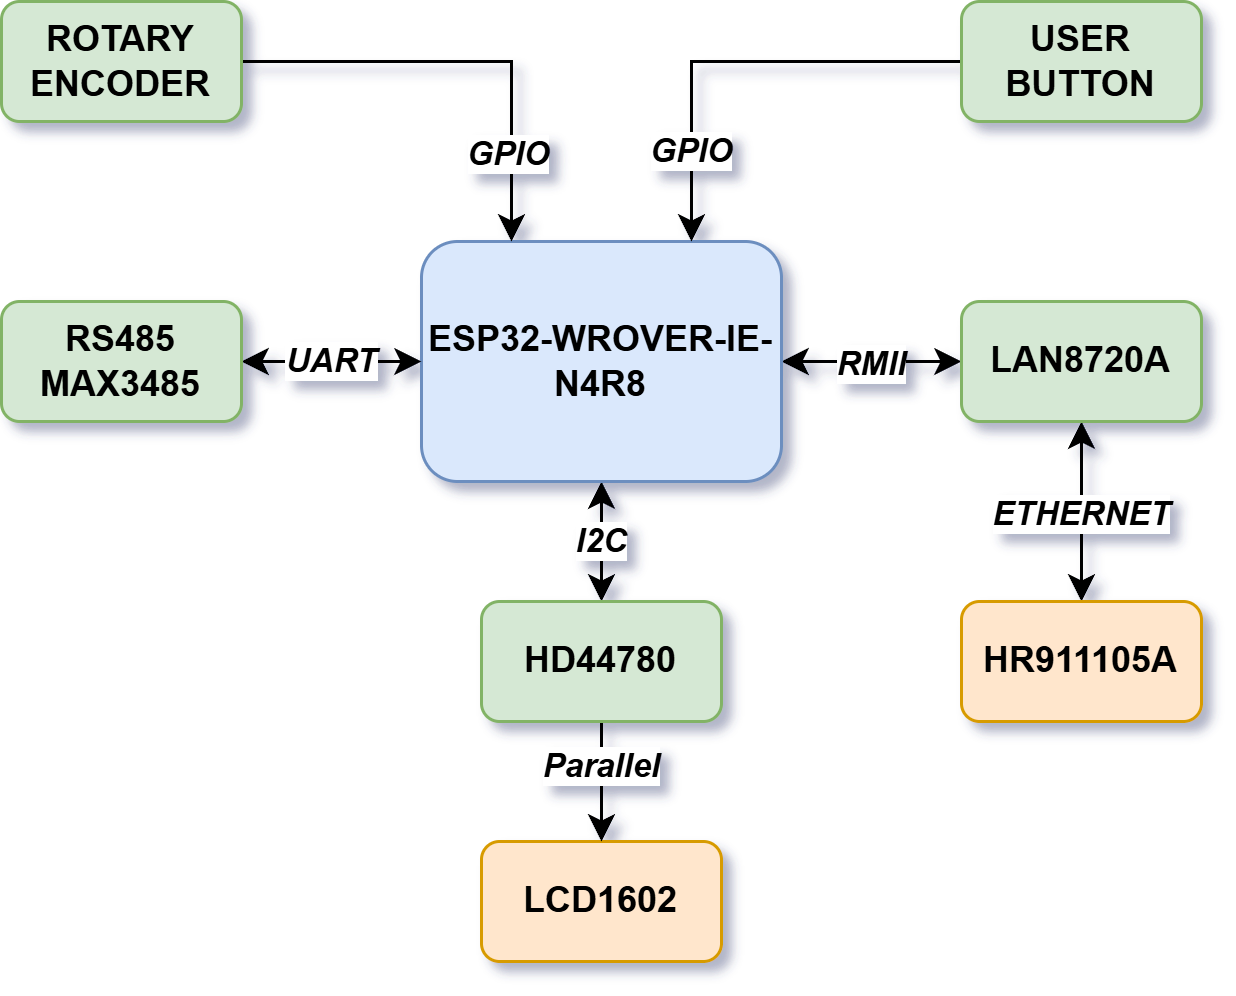 ROTARY
ENCODER
USER
BUTTON
GPIO
GPIO
RS485
MAX3485
UART
ESP32-WROVER-IE-
N4R8
RMII
LAN8720A
I2C
ETHERNET
HD44780
HR911105A
Parallel
LCD1602